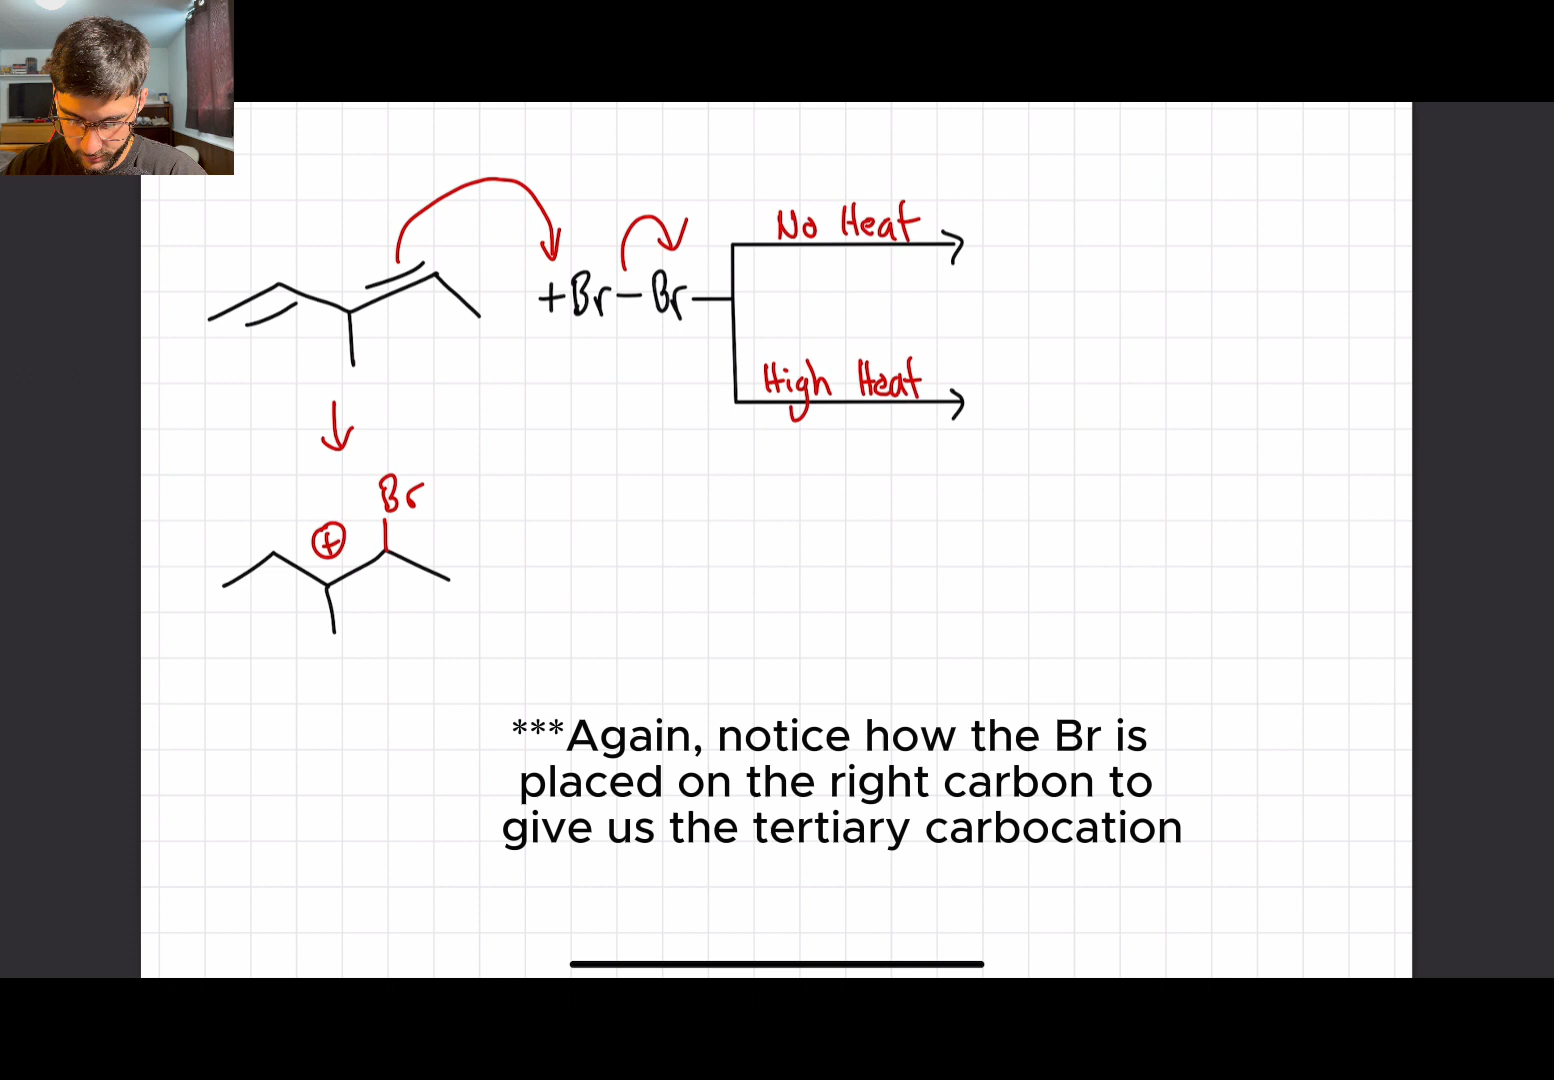 No Heat
+Br-Br
High Heat
Br
+
***Again, notice how the Br is
placed on the right carbon to
give us the tertiary carbocation